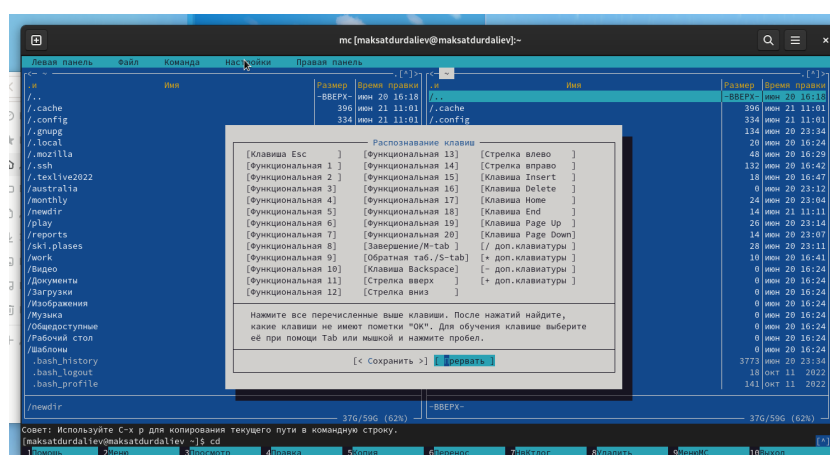 mc [maksatdurdaliev@maksatdurdaliev]:~
Левая панель Файл Команда Настройки Правая панель
<─ ~ .[^]> <─ ~ .[^]>
.и Имя Размер Время правки .и Имя Размер Время правки
/.. -ВВЕРХ- июн 20 16:18 /.. -ВВЕРХ- июн 20 16:18
/.cache 396 июн 21 11:01 /.cache 396 июн 21 11:01
/.config 334 июн 21 11:01 /.config 334 июн 21 11:01
/.gnupg 134 июн 20 23:34
/.local 20 июн 20 16:24
/.mozilla 48 июн 20 16:29
/.ssh 132 июн 20 16:42
/.texlive2022 18 июн 20 16:47
/australia 0 июн 20 23:12
/monthly 24 июн 20 23:04
/newdir 14 июн 21 11:11
/play 26 июн 20 23:14
/reports 14 июн 20 23:07
/ski.plases 28 июн 20 23:11
/work 10 июн 20 16:41
/Видео 0 июн 20 16:24
/Документы 0 июн 20 16:24
/Загрузки 0 июн 20 16:24
/Изображения 0 июн 20 16:24
/Музыка 0 июн 20 16:24
/Общедоступные 0 июн 20 16:24
/Рабочий стол 0 июн 20 16:24
/Шаблоны 0 июн 20 16:24
.bash_history 3773 июн 20 23:34
.bash_logout 18 окт 11 2022
.bash_profile 141 окт 11 2022
Распознавание клавиш
[Клавиша Esc ] [Функциональная 13] [Стрелка влево ]
[Функциональная 1 ] [Функциональная 14] [Стрелка вправо ]
[Функциональная 2 ] [Функциональная 15] [Клавиша Insert ]
[Функциональная 3] [Функциональная 16] [Клавиша Delete ]
[Функциональная 4] [Функциональная 17] [Клавиша Home ]
[Функциональная 5] [Функциональная 18] [Клавиша End ]
[Функциональная 6] [Функциональная 19] [Клавиша Page Up ]
[Функциональная 7] [Функциональная 20] [Клавиша Page Down]
[Функциональная 8] [Завершение/M-tab ] [/ доп.клавиатуры ]
[Функциональная 9] [Обратная таб./S-tab] [* доп.клавиатуры ]
[Функциональная 10] [Клавиша Backspace] [- доп.клавиатуры ]
[Функциональная 11] [Стрелка вверх ] [+ доп.клавиатуры ]
[Функциональная 12] [Стрелка вниз ]
Нажмите все перечисленные выше клавиши. После нажатий найдите,
какие клавиши не имеют пометки "OK". Для обучения клавише выберите
её при помощи Tab или мышкой и нажмите пробел.
[< Сохранить >] [ Прервать ]
/newdir -ВВЕРХ-
37G/59G (62%) 37G/59G (62%)
Совет: Используйте C-x p для копирования текущего пути в командную строку.
[maksatdurdaliev@maksatdurdaliev ~]$ cd [^]
1Помощь 2Меню 3Просмотр 4Правка 5Копия 6Перенос 7НвКтлог 8Удалить 9МенюMC 10Выход